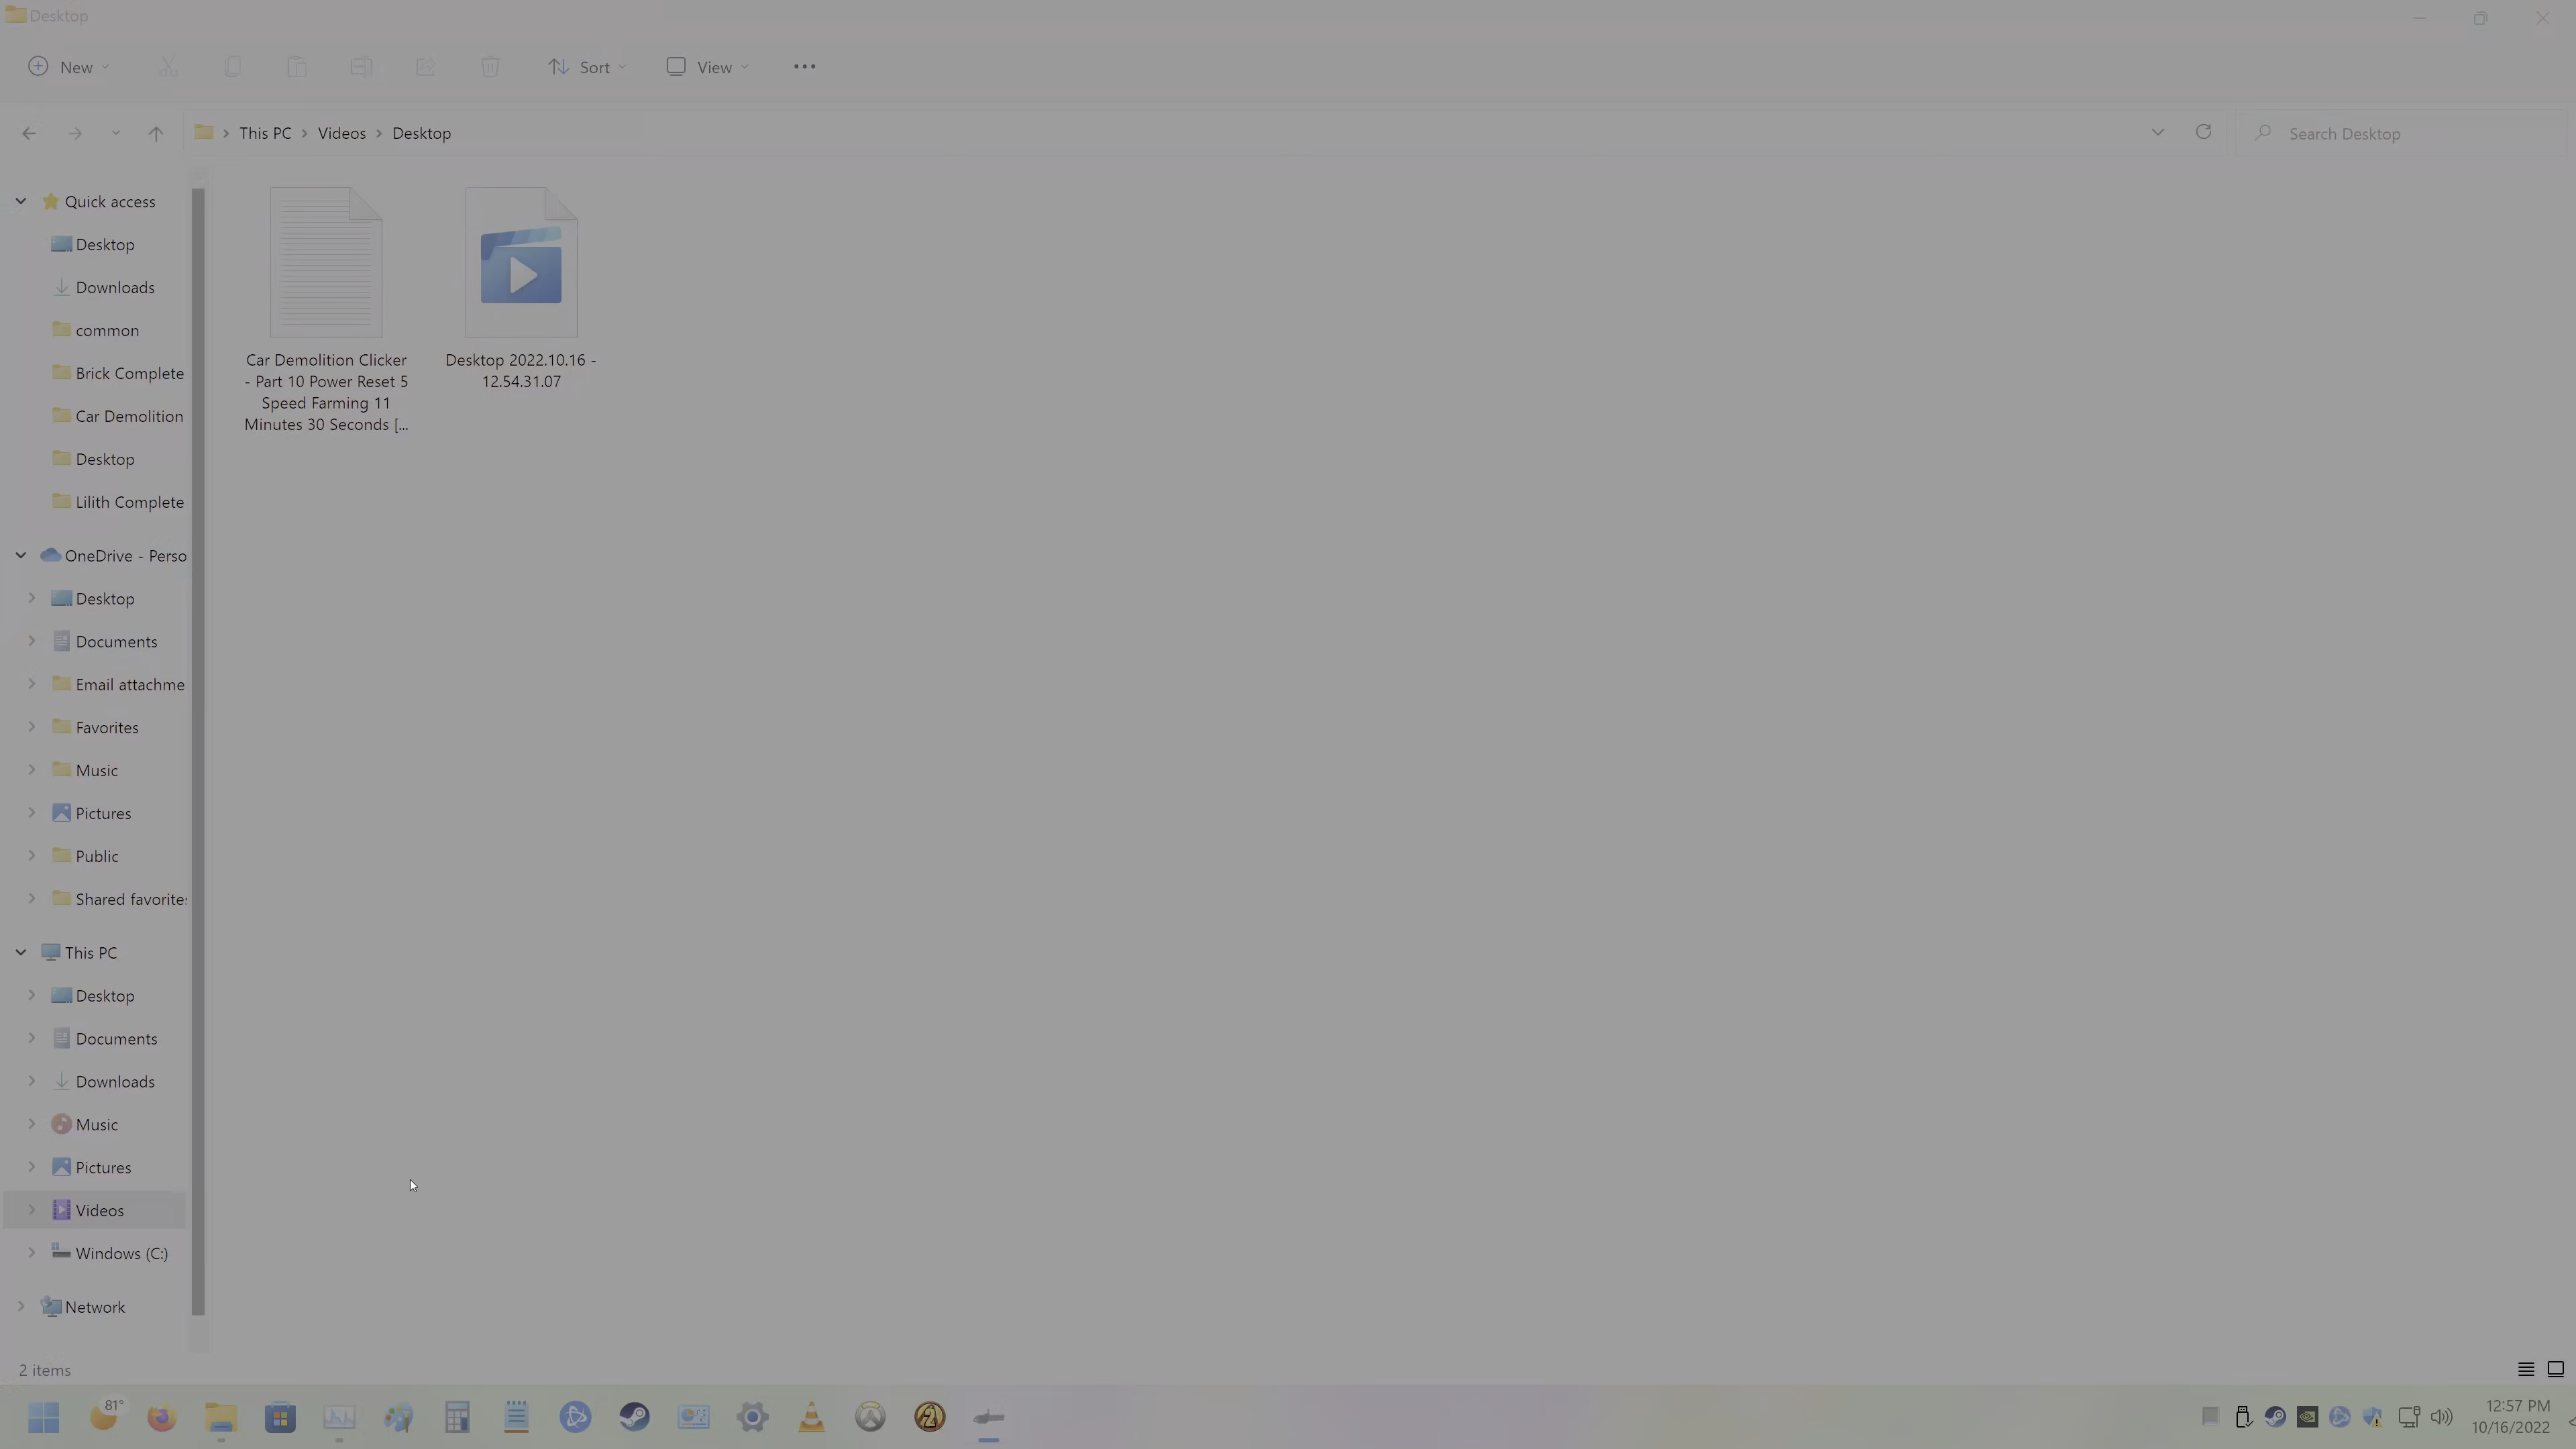 Desktop
New
Sort
View
This PC
Videos
Desktop
Search Desktop
Quick access
Desktop
Downloads
common
Brick Complete
Car Demolition
Desktop
Lilith Complete
OneDrive - Perso
Desktop
Documents
Email attachme
Favorites
Music
Pictures
Public
Shared favorites
This PC
Desktop
Documents
Downloads
Music
Pictures
Videos
Windows (C:)
Network
Car Demolition Clicker
- Part 10 Power Reset 5
Speed Farming 11
Minutes 30 Seconds [...
Desktop 2022.10.16 -
12.54.31.07
2 items
81°
12:57 PM
10/16/2022